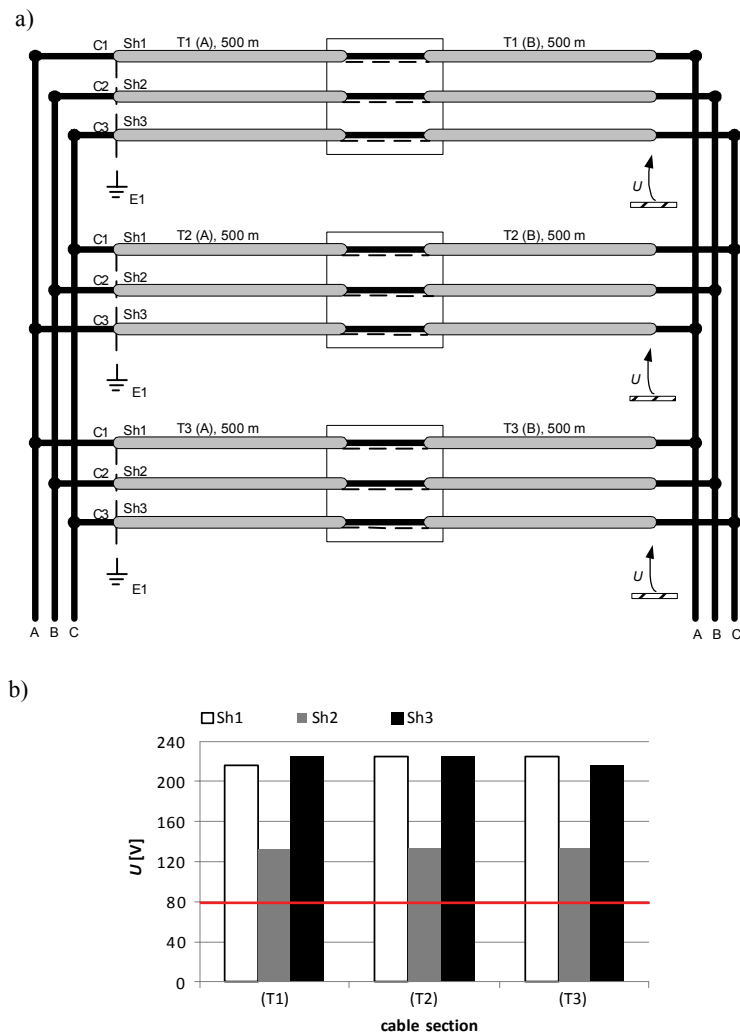 a)
C1 Sh1 T1 (A), 500 m T1 (B), 500 m
C2 Sh2
C3 Sh3
U
E1
C1 Sh1 T2 (A), 500 m T2 (B), 500 m
C2 Sh2
C3 Sh3
U
E1
C1 Sh1 T3 (A), 500 m T3 (B), 500 m
C2 Sh2
C3 Sh3
U
E1
A B C A B C
b)
Sh1 Sh2 Sh3
240
200
160
120
80
40
0
U [V]
(T1) (T2) (T3)
cable section